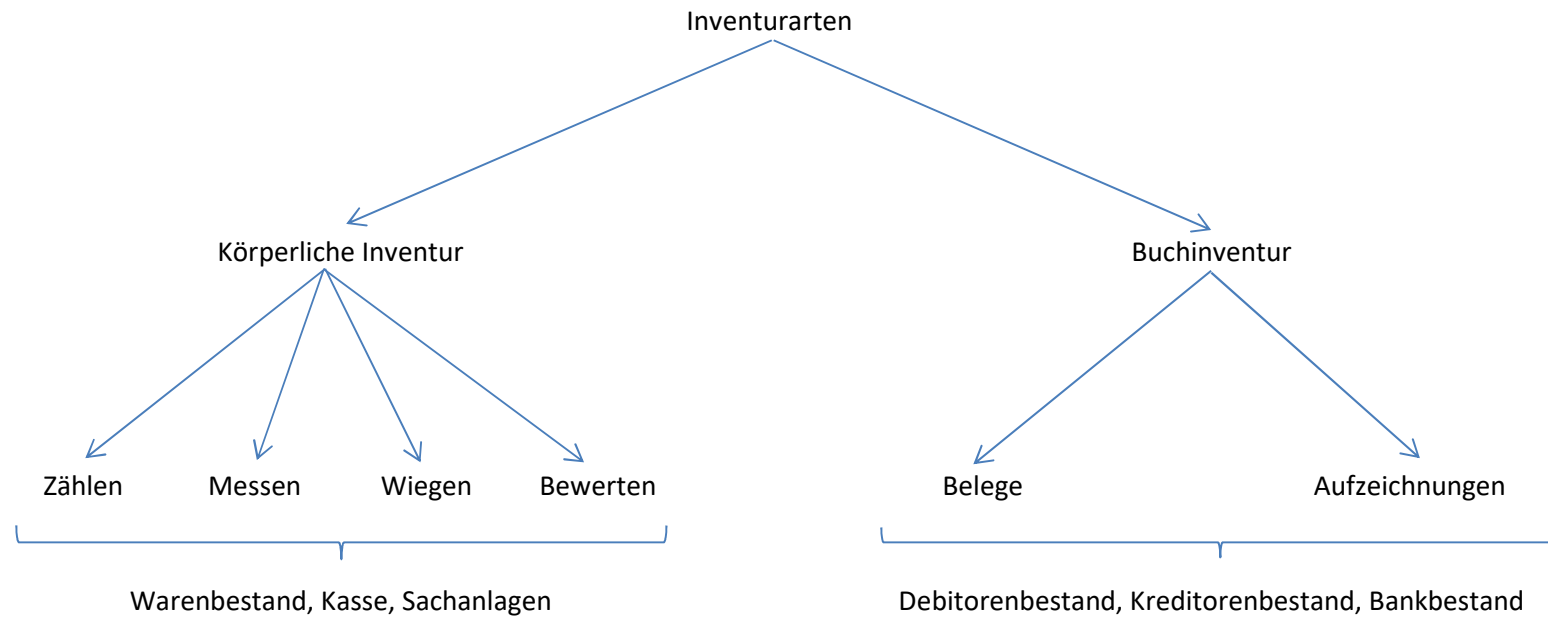 Inventurarten
Körperliche Inventur
Buchinventur
Zählen
Messen
Wiegen
Bewerten
Belege
Aufzeichnungen
Warenbestand, Kasse, Sachanlagen
Debitorenbestand, Kreditorenbestand, Bankbestand